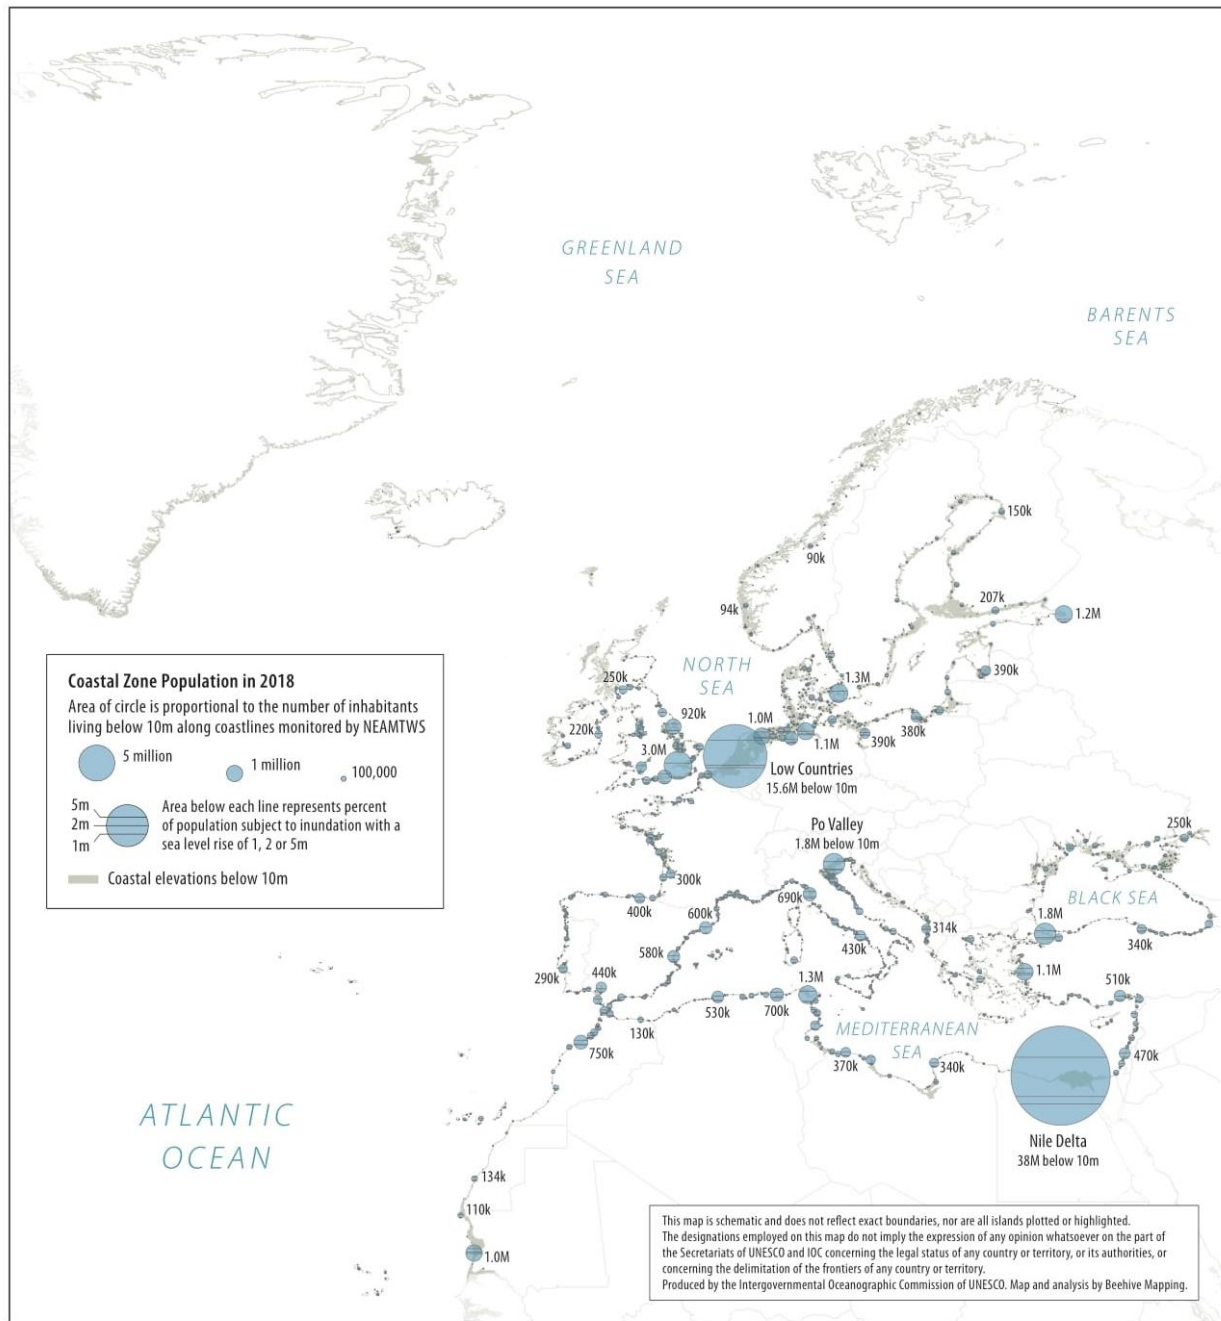 GREENLAND
SEA
BARENTS
SEA
150k
90k
207k
94k
1.2M
NORTH
SEA
390k
250k
1.3M
920k
1.0M
220k
380k
3.0M
1.1M
390k
Low Countries
15.6M below 10m
Po Valley
1.8M below 10m
250k
300k
690k
BLACK SEA
400k
600k
1.8M
314k
340k
430k
580k
290k
440k
1.3M
1.1M
510k
530k
700k
130k
MEDITERRANEAN
SEA
750k
370k
340k
470k
Nile Delta
38M below 10m
ATLANTIC
OCEAN
134k
110k
1.0M
Coastal Zone Population in 2018
Area of circle is proportional to the number of inhabitants
living below 10m along coastlines monitored by NEAMTWS
5 million
1 million
100,000
5m
2m
1m
Area below each line represents percent
of population subject to inundation with a
sea level rise of 1, 2 or 5m
Coastal elevations below 10m
This map is schematic and does not reflect exact boundaries, nor are all islands plotted or highlighted.
The designations employed on this map do not imply the expression of any opinion whatsoever on the part of
the Secretariats of UNESCO and IOC concerning the legal status of any country or territory, or its authorities, or
concerning the delimitation of the frontiers of any country or territory.
Produced by the Intergovernmental Oceanographic Commission of UNESCO. Map and analysis by Beehive Mapping.